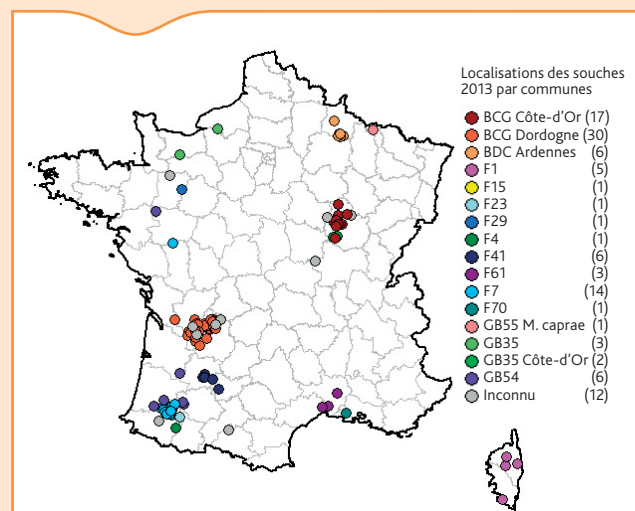 Localisations des souches
2013 par communes
BCG Côte-d'Or (17)
BCG Dordogne (30)
BDC Ardennes (6)
F1 (5)
F15 (1)
F23 (1)
F29 (1)
F4 (1)
F41 (6)
F61 (3)
F7 (14)
F70 (1)
GB55 M. caprae (1)
GB35 (3)
GB35 Côte-d'Or (2)
GB54 (6)
Inconnu (12)